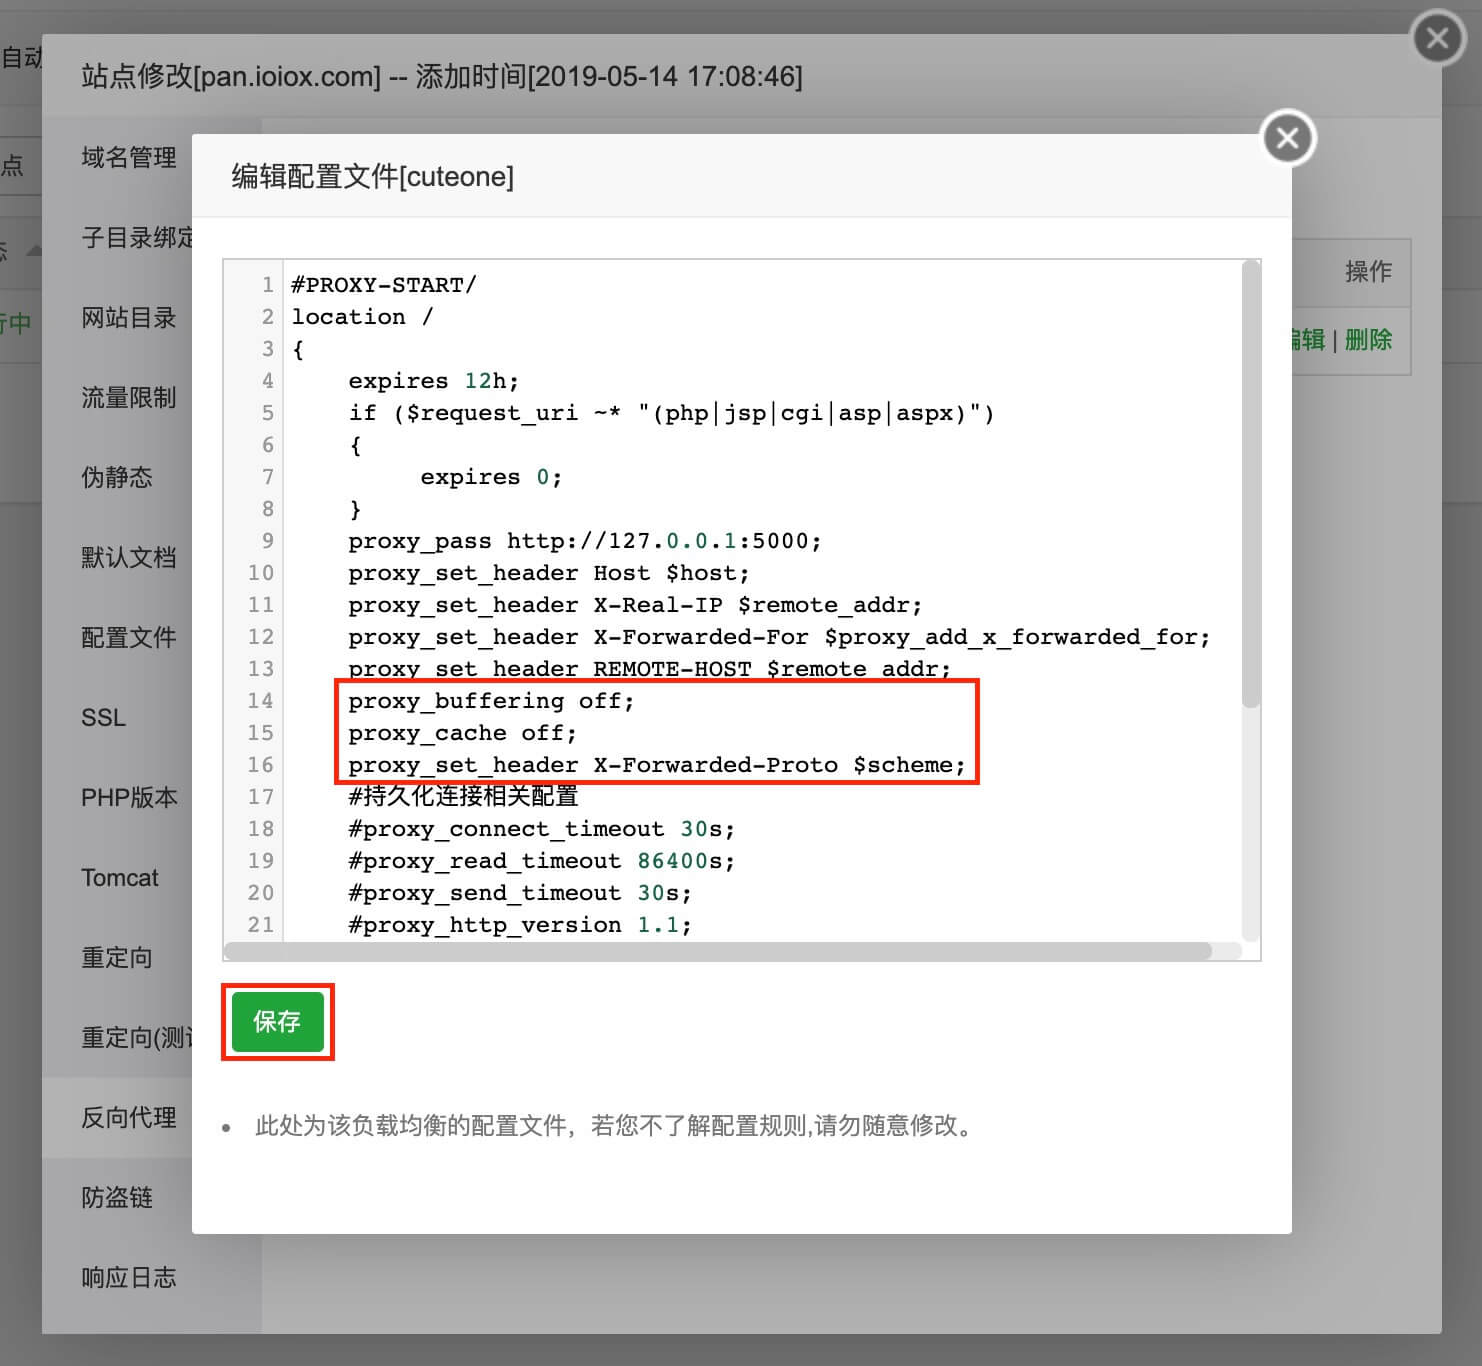 自动
站点修改[pan.ioiox.com] -- 添加时间[2019-05-14 17:08:46]
点
行中
域名管理
子目录绑定
网站目录
流量限制
伪静态
默认文档
配置文件
SSL
PHP版本
Tomcat
重定向
重定向(测试
反向代理
防盗链
响应日志
操作
编辑 | 删除
编辑配置文件[cuteone]
1 #PROXY-START/
2 location /
3 {
4 expires 12h;
5 if ($request_uri ~* "(php|jsp|cgi|asp|aspx)")
6 {
7 expires 0;
8 }
9 proxy_pass http://127.0.0.1:5000;
10 proxy_set_header Host $host;
11 proxy_set_header X-Real-IP $remote_addr;
12 proxy_set_header X-Forwarded-For $proxy_add_x_forwarded_for;
13 proxy_set_header REMOTE-HOST $remote_addr;
14 proxy_buffering off;
15 proxy_cache off;
16 proxy_set_header X-Forwarded-Proto $scheme;
17 #持久化连接相关配置
18 #proxy_connect_timeout 30s;
19 #proxy_read_timeout 86400s;
20 #proxy_send_timeout 30s;
21 #proxy_http_version 1.1;
保存
此处为该负载均衡的配置文件，若您不了解配置规则,请勿随意修改。